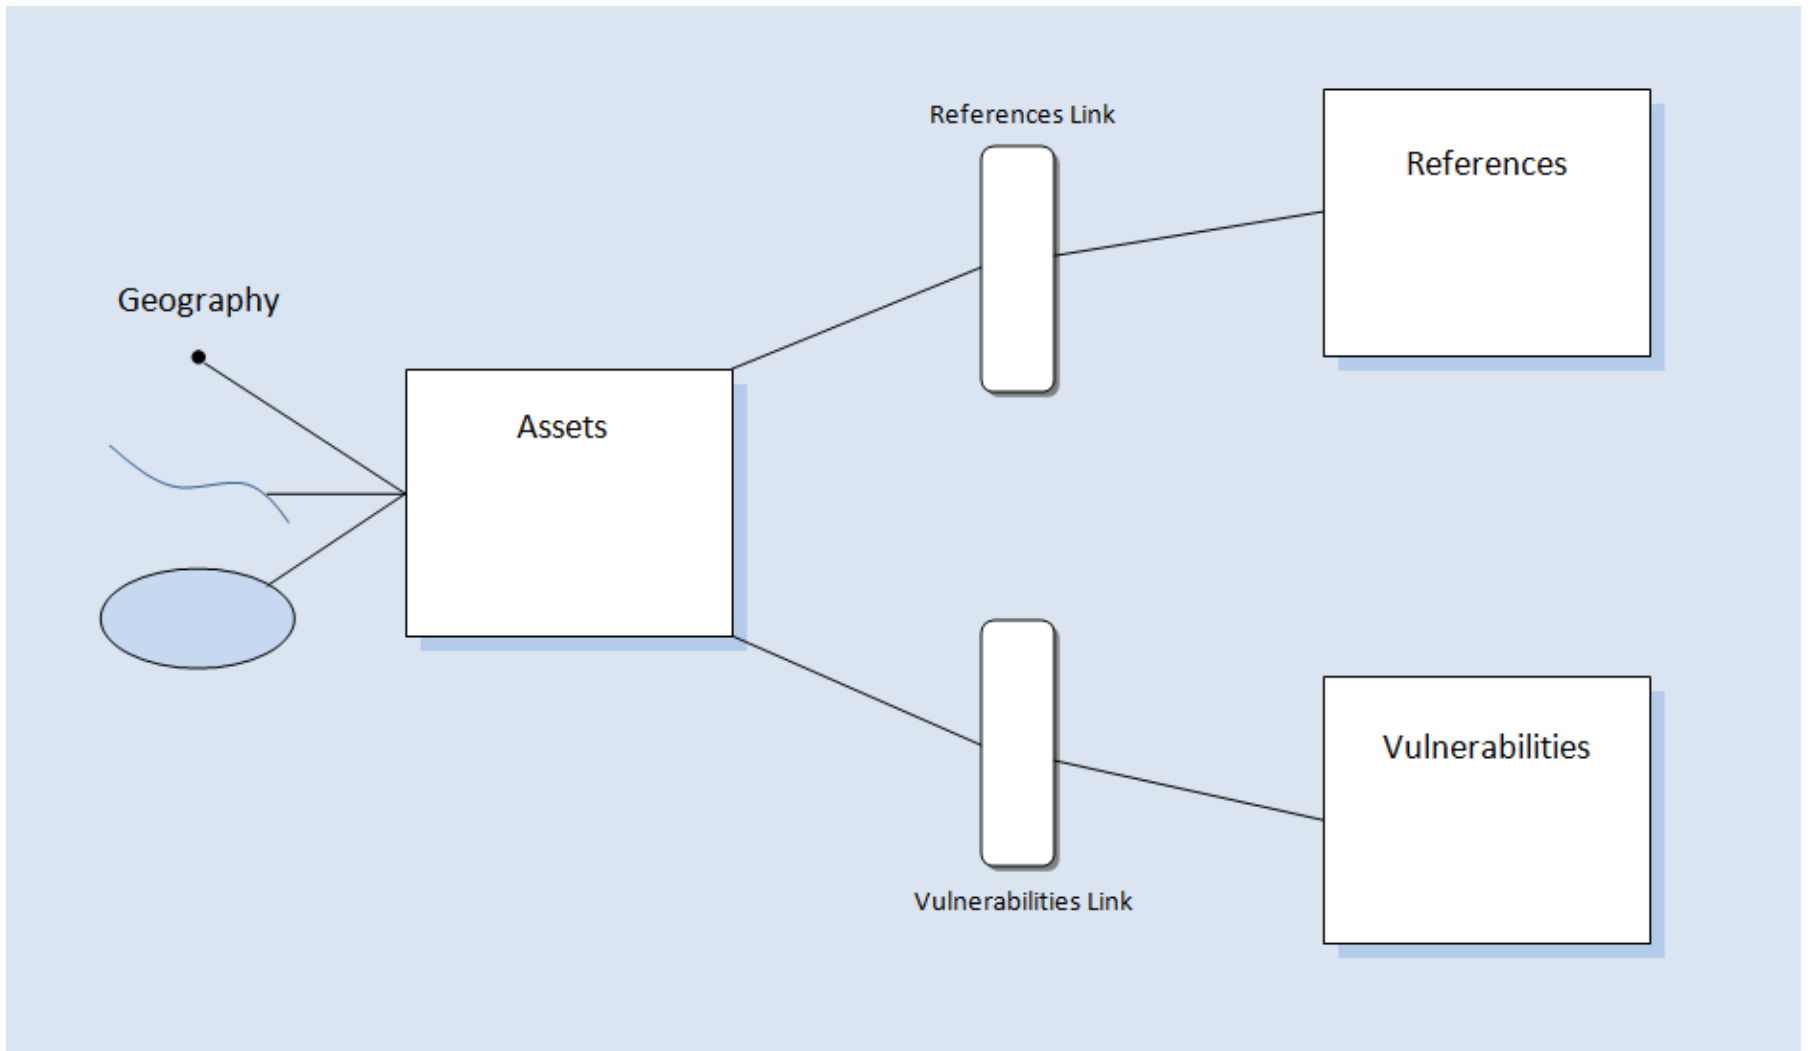 References Link
References
Geography
Assets
Vulnerabilities
Vulnerabilities Link